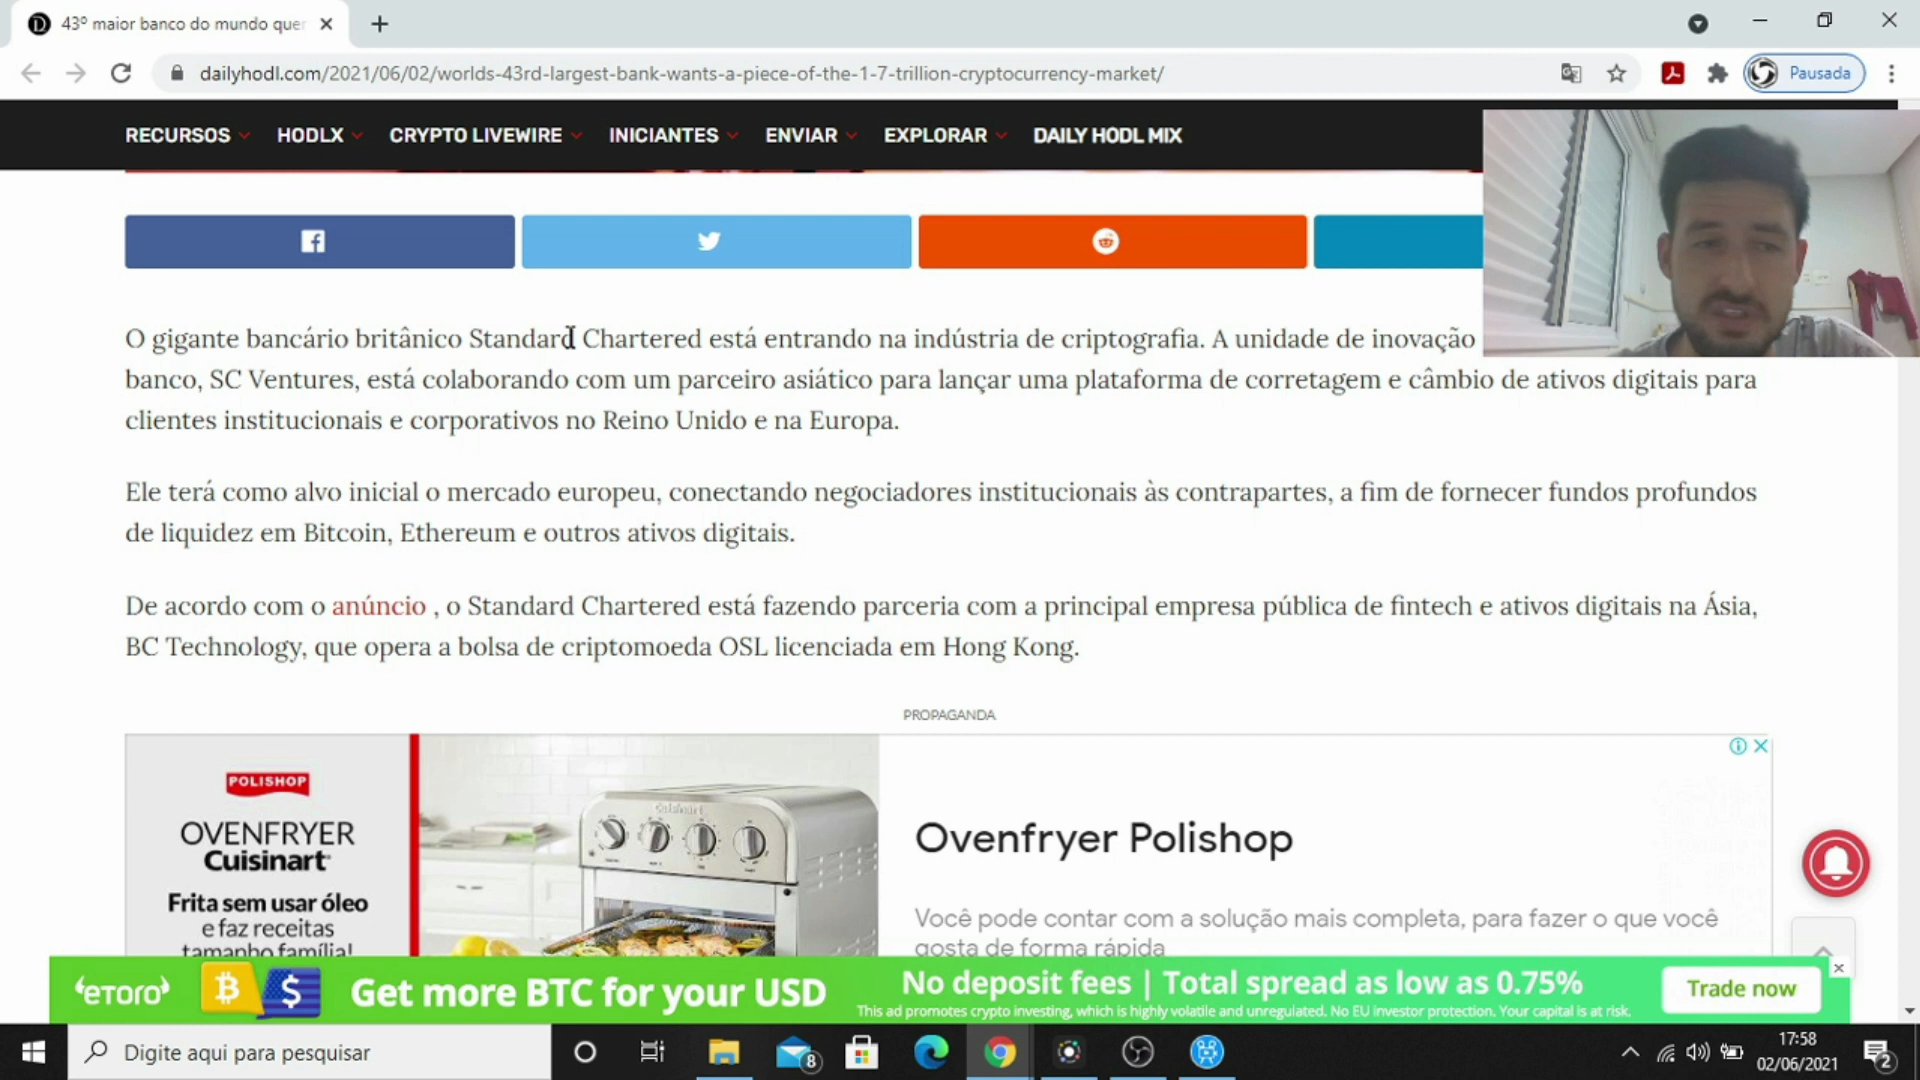 43º maior banco do mundo quer
dailyhodl.com/2021/06/02/worlds-43rd-largest-bank-wants-a-piece-of-the-1-7-trillion-cryptocurrency-market/
Pausada
RECURSOS HODLX CRYPTO LIVEWIRE INICIANTES ENVIAR EXPLORAR DAILY HODL MIX
O gigante bancário britânico Standard Chartered está entrando na indústria de criptografia. A unidade de inovação
banco, SC Ventures, está colaborando com um parceiro asiático para lançar uma plataforma de corretagem e câmbio de ativos digitais para
clientes institucionais e corporativos no Reino Unido e na Europa.
Ele terá como alvo inicial o mercado europeu, conectando negociadores institucionais às contrapartes, a fim de fornecer fundos profundos
de liquidez em Bitcoin, Ethereum e outros ativos digitais.
De acordo com o anúncio , o Standard Chartered está fazendo parceria com a principal empresa pública de fintech e ativos digitais na Ásia,
BC Technology, que opera a bolsa de criptomoeda OSL licenciada em Hong Kong.
PROPAGANDA
POLISHOP
OVENFRYER
Cuisinart
Frita sem usar óleo
e faz receitas
tamanho família!
Cuisinart
Ovenfryer Polishop
Você pode contar com a solução mais completa, para fazer o que você
gosta de forma rápida
eTORO
Get more BTC for your USD
No deposit fees | Total spread as low as 0.75%
This ad promotes crypto investing, which is highly volatile and unregulated. No EU investor protection. Your capital is at risk.
Trade now
Digite aqui para pesquisar
8
17:58
02/06/2021
2